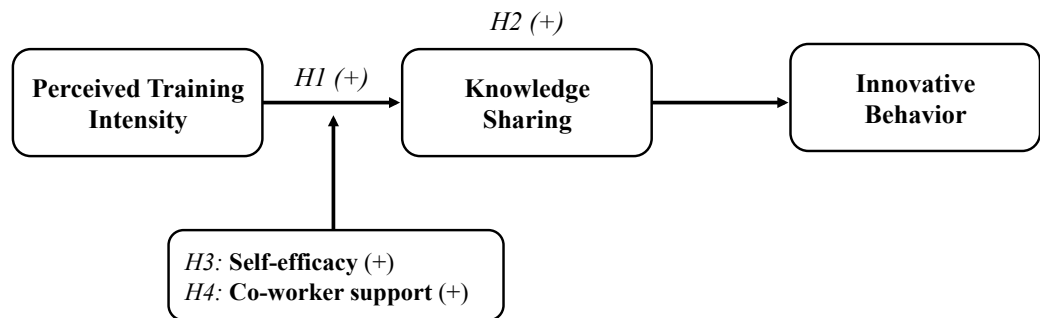 H2 (+)
H1 (+)
Perceived Training
Intensity
Knowledge
Sharing
Innovative
Behavior
H3: Self-efficacy (+)
H4: Co-worker support (+)